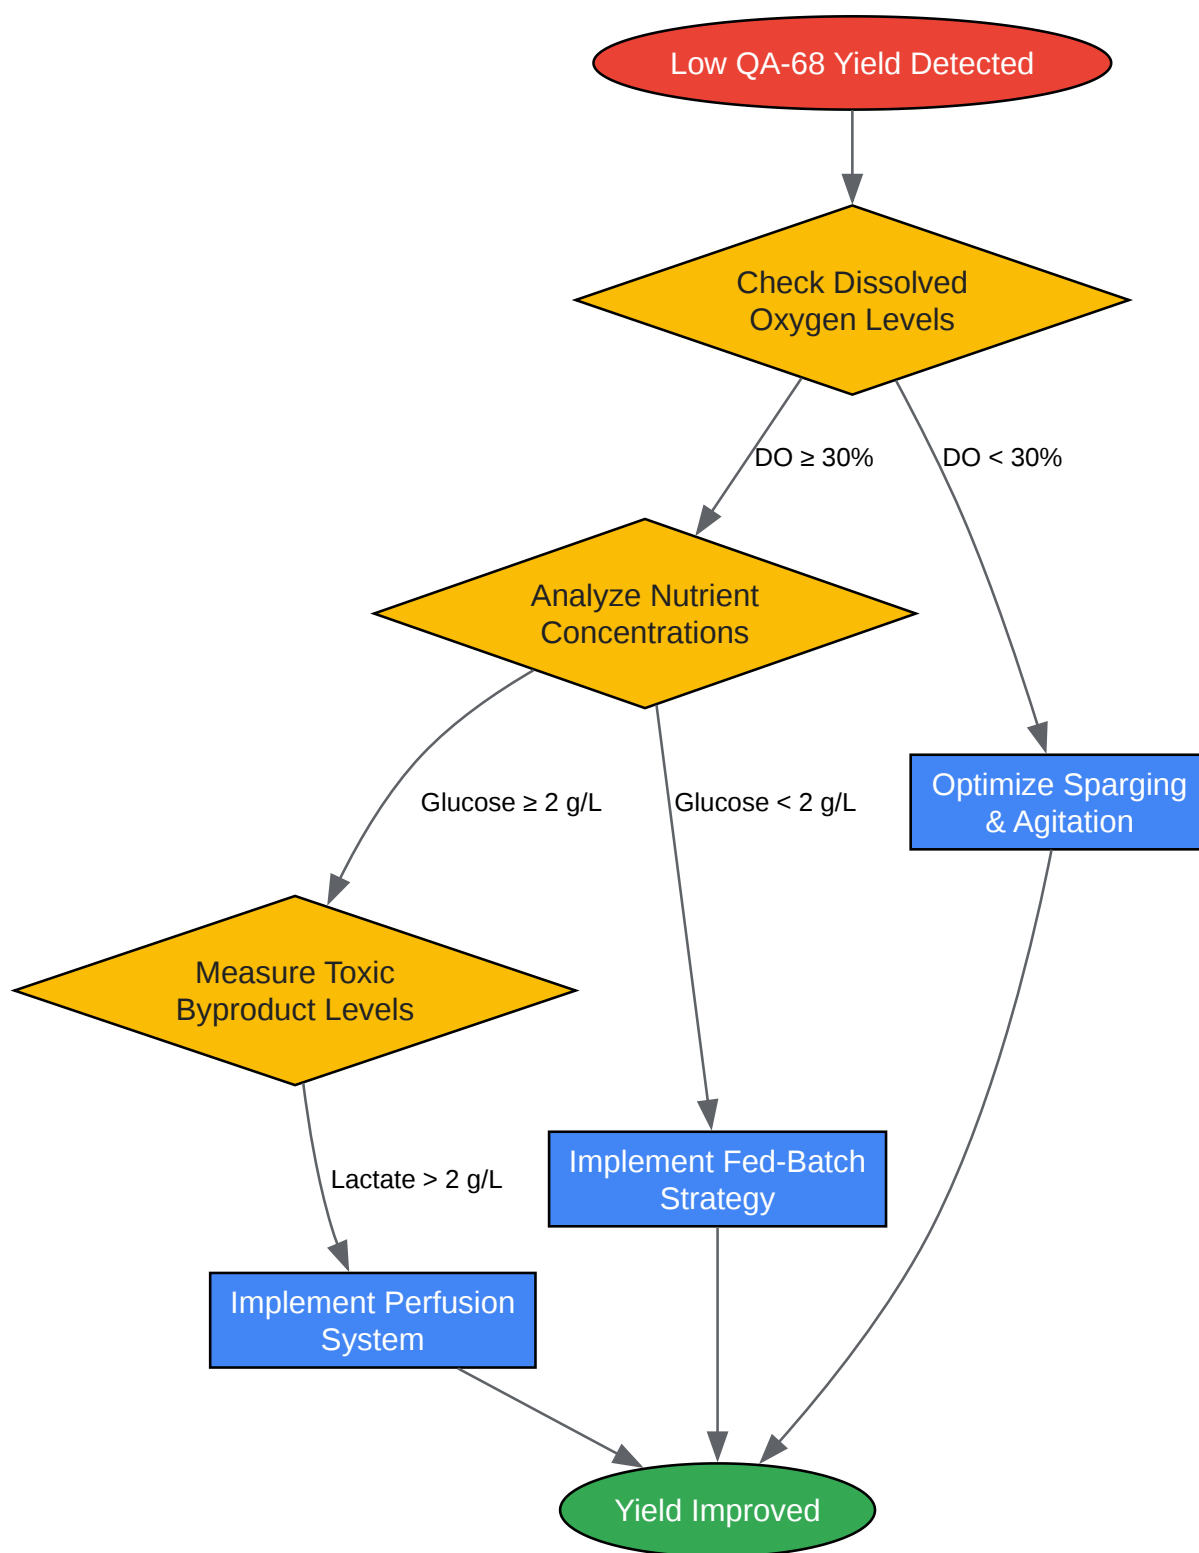 Low QA-68 Yield Detected
Check Dissolved
Oxygen Levels
DO ≥ 30%
DO < 30%
Analyze Nutrient
Concentrations
Glucose ≥ 2 g/L
Glucose < 2 g/L
Optimize Sparging
& Agitation
Measure Toxic
Byproduct Levels
Lactate > 2 g/L
Implement Fed-Batch
Strategy
Implement Perfusion
System
Yield Improved